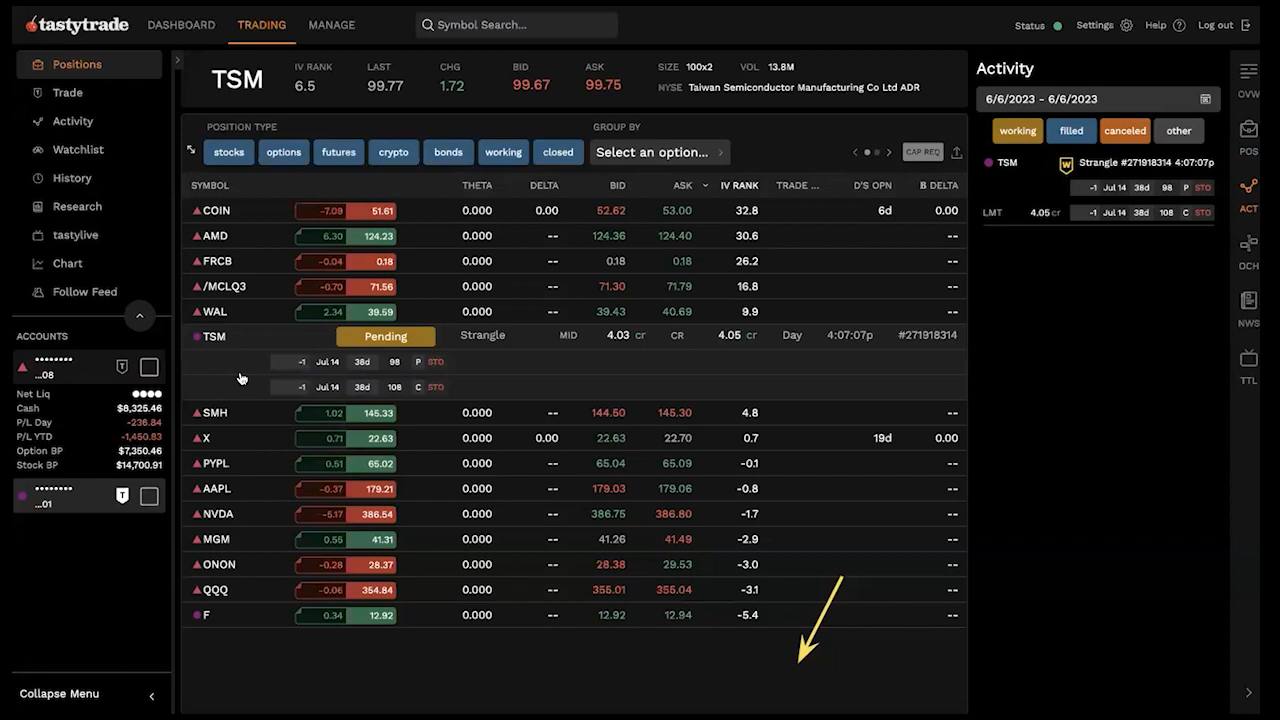 tastytrade DASHBOARD TRADING MANAGE Symbol Search... Status Settings Help Log out
Positions
Trade
Activity
Watchlist
History
Research
tastylive
Chart
Follow Feed
ACCOUNTS
........
...08
Net Liq
Cash $8,325.46
P/L Day -236.84
P/L YTD -1,450.83
Option BP $7,350.46
Stock BP $14,700.91
........
...01
Collapse Menu
TSM
IV RANK LAST CHG BID ASK SIZE 100x2 VOL 13.8M
6.5 99.77 1.72 99.67 99.75 NYSE Taiwan Semiconductor Manufacturing Co Ltd ADR
POSITION TYPE GROUP BY
stocks options futures crypto bonds working closed Select an option... CAP REQ
SYMBOL THETA DELTA BID ASK IV RANK TRADE ... D'S OPN ß DELTA
COIN -7.09 51.61 0.000 0.00 52.62 53.00 32.8 6d 0.00
AMD 6.30 124.23 0.000 -- 124.36 124.40 30.6 --
FRCB -0.04 0.18 0.000 -- 0.18 0.18 26.2 --
/MCLQ3 -0.70 71.56 0.000 -- 71.30 71.79 16.8 --
WAL 2.34 39.59 0.000 -- 39.43 40.69 9.9 --
TSM Pending Strangle MID 4.03 cr CR 4.05 cr Day 4:07:07p #271918314
-1 Jul 14 38d 98 P STO
-1 Jul 14 38d 108 C STO
SMH 1.02 145.33 0.000 -- 144.50 145.30 4.8 --
X 0.71 22.63 0.000 0.00 22.63 22.70 0.7 19d 0.00
PYPL 0.51 65.02 0.000 -- 65.04 65.09 -0.1 --
AAPL -0.37 179.21 0.000 -- 179.03 179.06 -0.8 --
NVDA -5.17 386.54 0.000 -- 386.75 386.80 -1.7 --
MGM 0.55 41.31 0.000 -- 41.26 41.49 -2.9 --
ONON -0.28 28.37 0.000 -- 28.38 29.53 -3.0 --
QQQ -0.06 354.84 0.000 -- 355.01 355.04 -3.1 --
F 0.34 12.92 0.000 -- 12.92 12.94 -5.4 --
Activity
6/6/2023 - 6/6/2023
working filled canceled other
TSM W Strangle #271918314 4:07:07p
-1 Jul 14 38d 98 P STO
LMT 4.05 cr -1 Jul 14 38d 108 C STO
OVW
POS
ACT
OCH
NWS
TTL